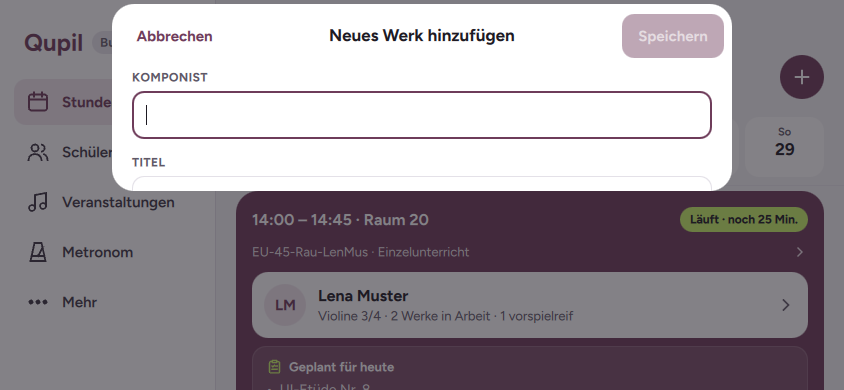 Abbrechen
Neues Werk hinzufügen
Speichern
KOMPONIST
TITEL
Qupil
Stunde
Schüler
Veranstaltungen
Metronom
Mehr
So
29
14:00 – 14:45 · Raum 20
Läuft · noch 25 Min.
EU-45-Rau-LenMus · Einzelunterricht
LM
Lena Muster
Violine 3/4 · 2 Werke in Arbeit · 1 vorspielreif
Geplant für heute